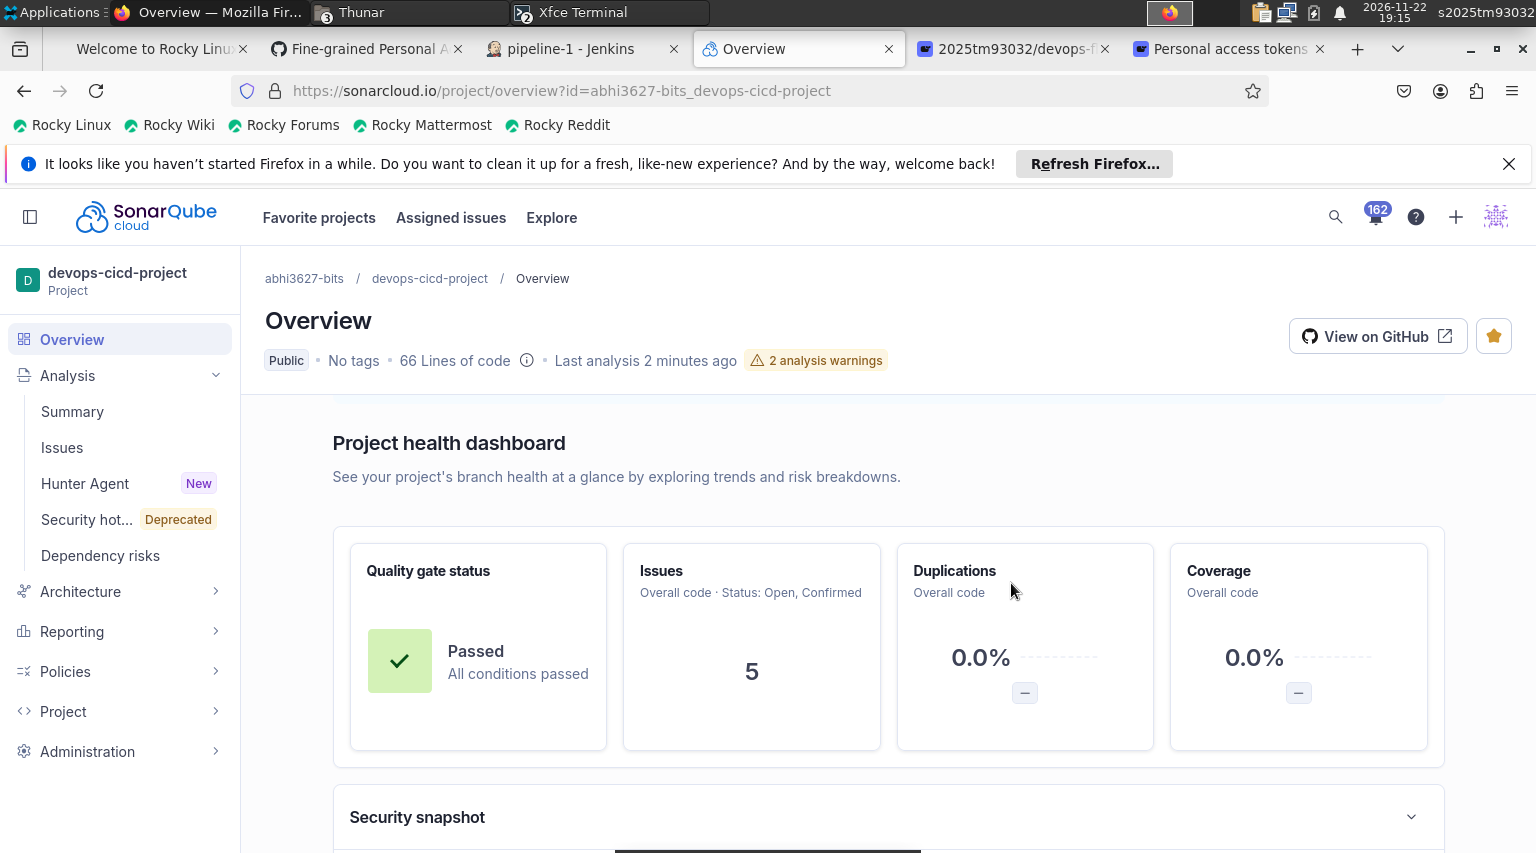 Applications
Overview — Mozilla Fir...
3
Thunar
2
Xfce Terminal
2026-11-22
19:15
s2025tm93032
Welcome to Rocky Linu
Fine-grained Personal A
pipeline-1 - Jenkins
Overview
2025tm93032/devops-f
Personal access tokens
https://sonarcloud.io/project/overview?id=abhi3627-bits_devops-cicd-project
Rocky Linux
Rocky Wiki
Rocky Forums
Rocky Mattermost
Rocky Reddit
It looks like you haven’t started Firefox in a while. Do you want to clean it up for a fresh, like-new experience? And by the way, welcome back!
Refresh Firefox...
SonarQube
cloud
Favorite projects
Assigned issues
Explore
162
D
devops-cicd-project
Project
Overview
Analysis
Summary
Issues
Hunter Agent
New
Security hot...
Deprecated
Dependency risks
Architecture
Reporting
Policies
Project
Administration
abhi3627-bits / devops-cicd-project / Overview
Overview
Public
No tags
66 Lines of code
Last analysis 2 minutes ago
2 analysis warnings
View on GitHub
Project health dashboard
See your project's branch health at a glance by exploring trends and risk breakdowns.
Quality gate status
Passed
All conditions passed
Issues
Overall code · Status: Open, Confirmed
5
Duplications
Overall code
0.0%
Coverage
Overall code
0.0%
Security snapshot